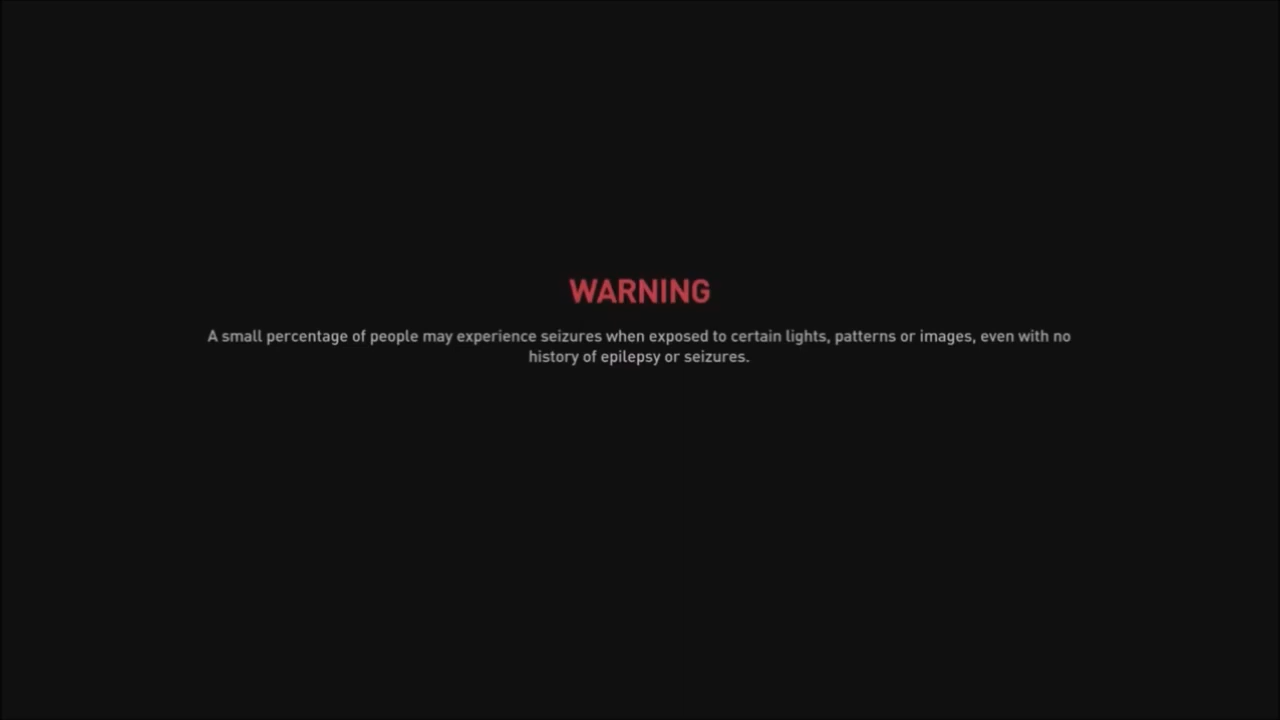 WARNING
A small percentage of people may experience seizures when exposed to certain lights, patterns or images, even with no
history of epilepsy or seizures.